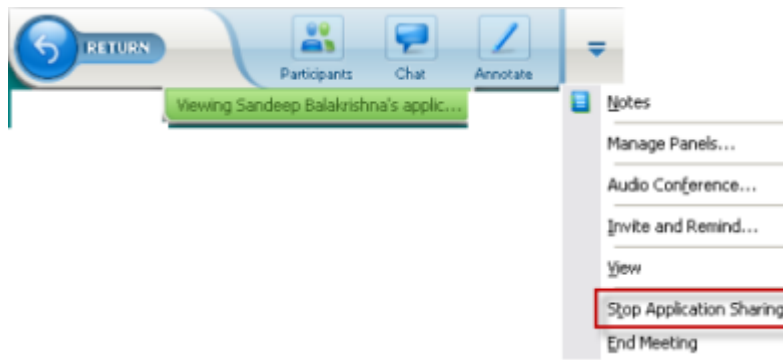 RETURN
Participants
Chat
Annotate
Viewing Sandeep Balakrishna's applic...
Notes
Manage Panels...
Audio Conference...
Invite and Remind...
View
Stop Application Sharing
End Meeting